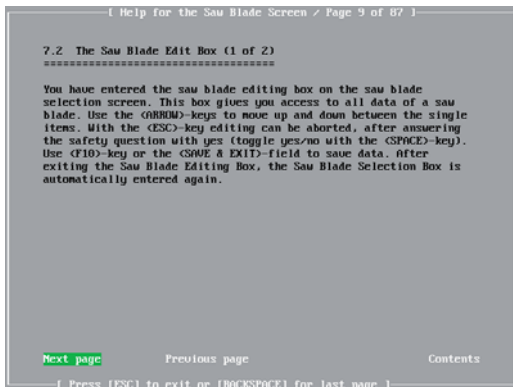 [ Help for the Saw Blade Screen / Page 9 of 87 ]
7.2 The Saw Blade Edit Box (1 of 2)
===================================
You have entered the saw blade editing box on the saw blade
selection screen. This box gives you access to all data of a saw
blade. Use the <ARROW>-keys to move up and down between the single
items. With the <ESC>-key editing can be aborted, after answering
the safety question with yes (toggle yes/no with the <SPACE>-key).
Use <F10>-key or the <SAVE & EXIT>-field to save data. After
exiting the Saw Blade Editing Box, the Saw Blade Selection Box is
automatically entered again.
Next page Previous page Contents
[ Press [ESC] to exit or [BACKSPACE] for last page ]